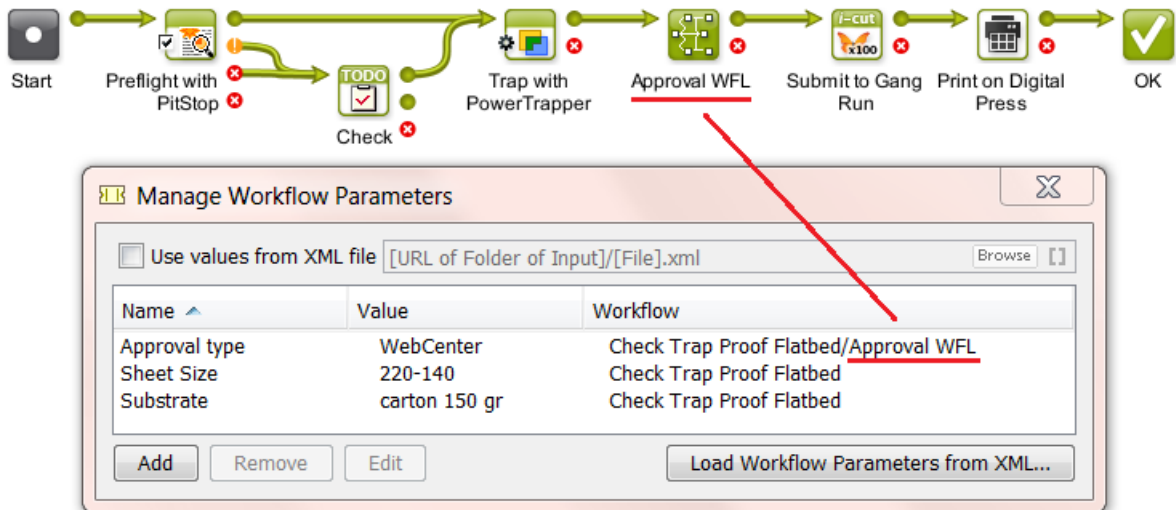 i-cut
x100
TODO
Start
Preflight with
PitStop
Check
Trap with
PowerTrapper
Approval WFL
Submit to Gang
Run
Print on Digital
Press
OK
Manage Workflow Parameters
Use values from XML file [URL of Folder of Input]/[File].xml Browse []
Name Value Workflow
Approval type WebCenter Check Trap Proof Flatbed/Approval WFL
Sheet Size 220-140 Check Trap Proof Flatbed
Substrate carton 150 gr Check Trap Proof Flatbed
Add Remove Edit Load Workflow Parameters from XML...